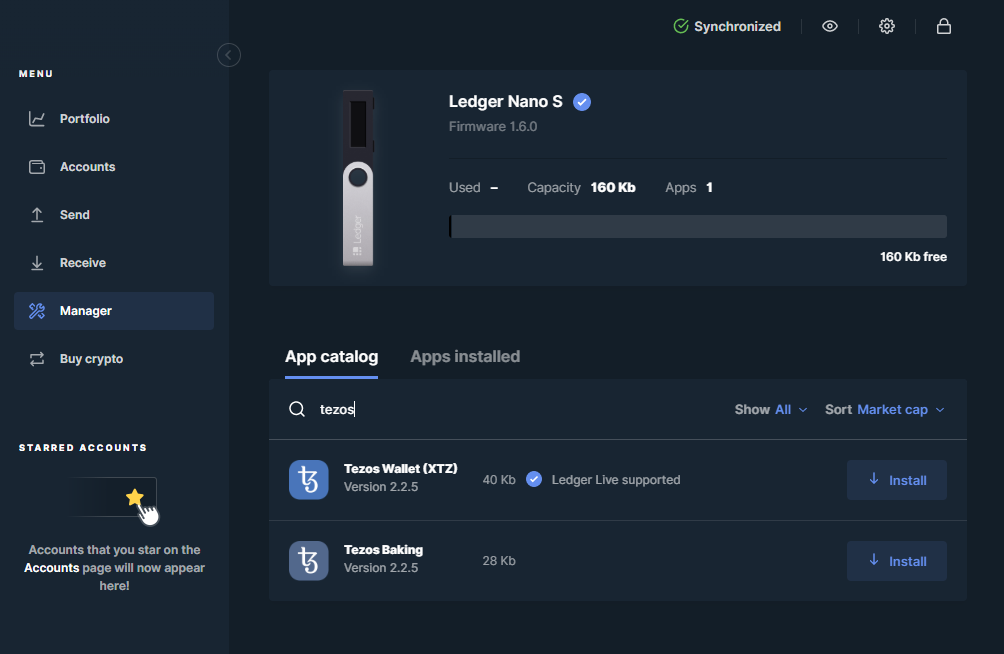 Synchronized
MENU
Portfolio
Accounts
Send
Receive
Manager
Buy crypto
STARRED ACCOUNTS
Accounts that you star on the
Accounts page will now appear
here!
Ledger
Ledger Nano S
Firmware 1.6.0
Used – Capacity 160 Kb Apps 1
160 Kb free
App catalog Apps installed
tezos Show All Sort Market cap
Tezos Wallet (XTZ)
Version 2.2.5
40 Kb Ledger Live supported Install
Tezos Baking
Version 2.2.5
28 Kb Install